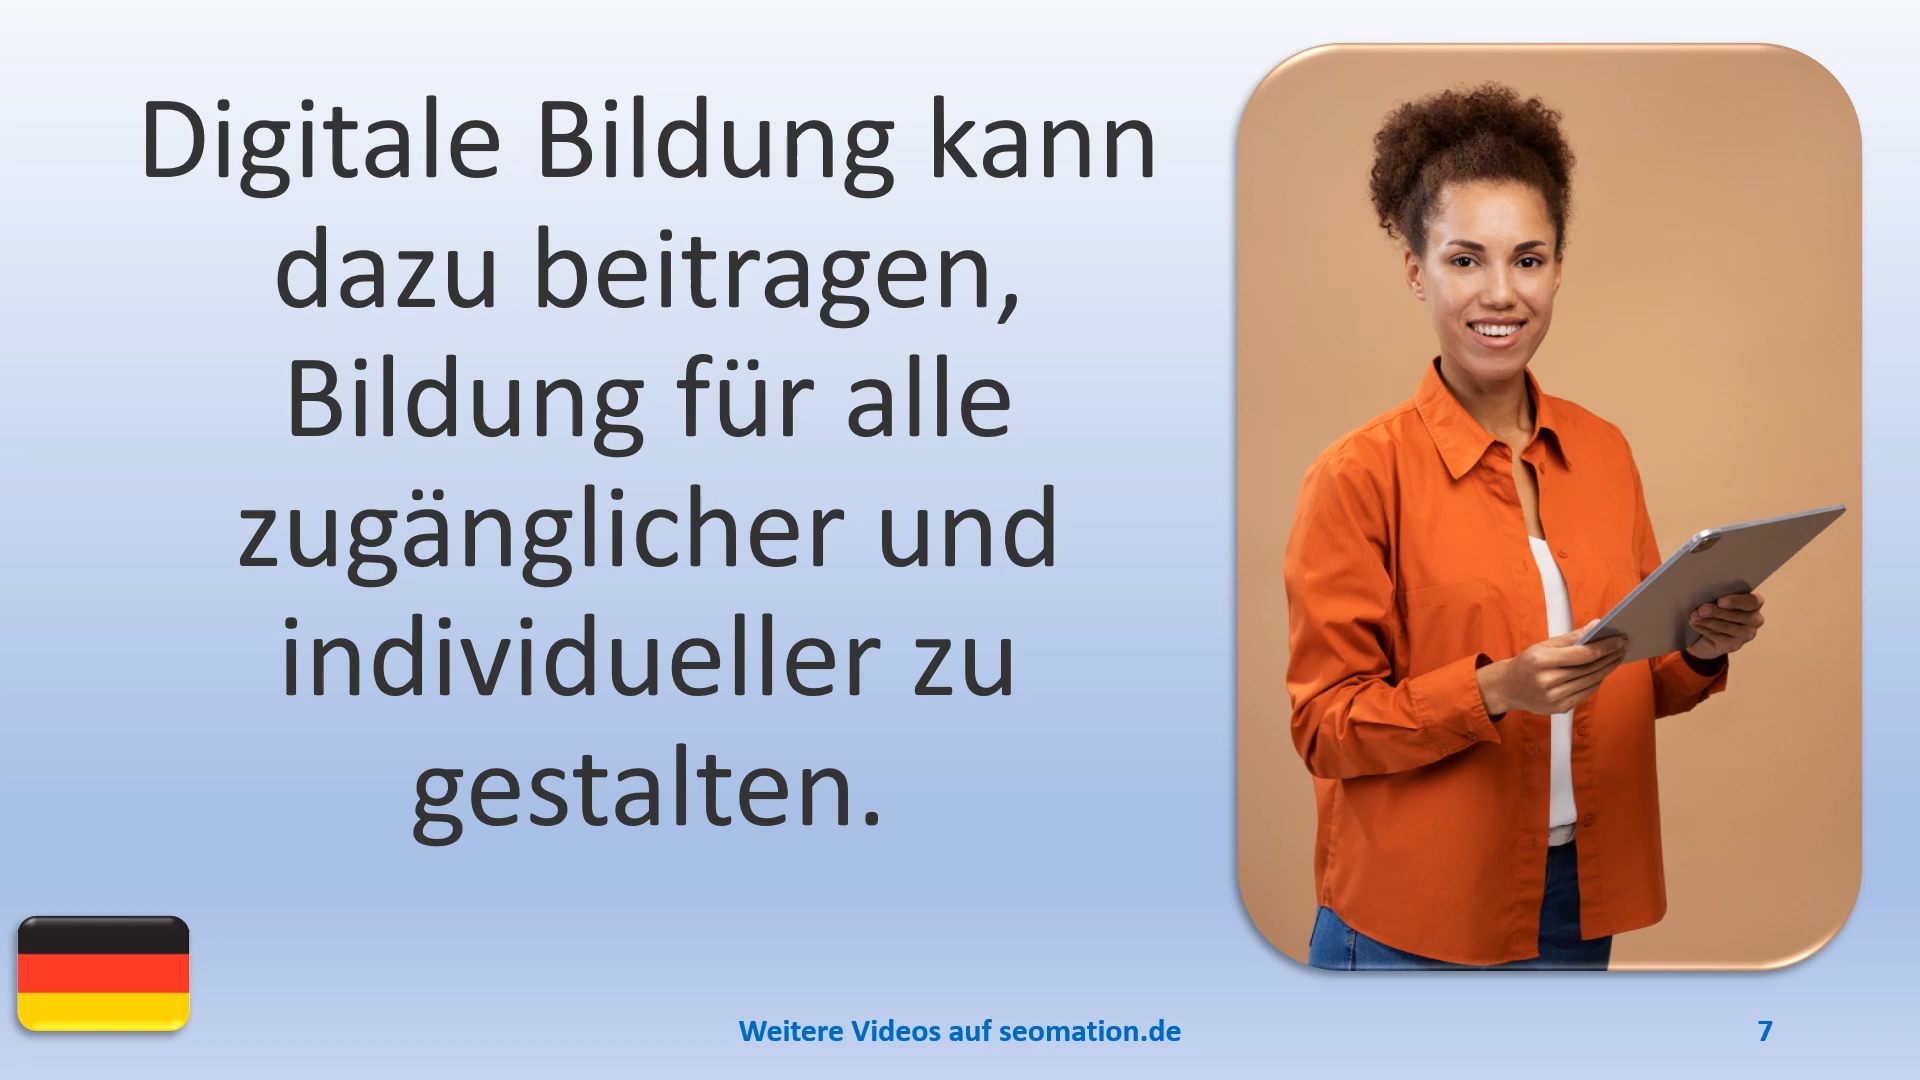 Digitale Bildung kann
dazu beitragen,
Bildung für alle
zugänglicher und
individueller zu
gestalten.
Weitere Videos auf seomation.de
7